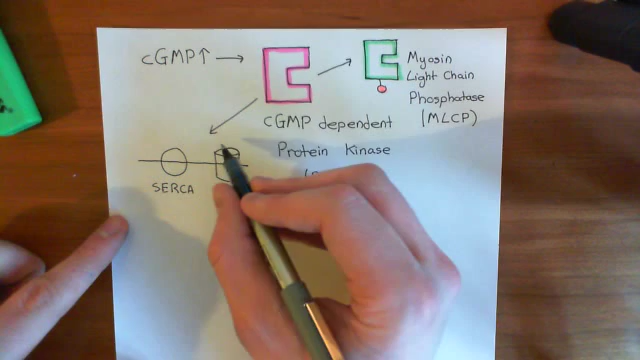 cGMP↑ →
Myosin
Light Chain
Phosphatase
(MLCP)
cGMP dependent
Protein Kinase
SERCA